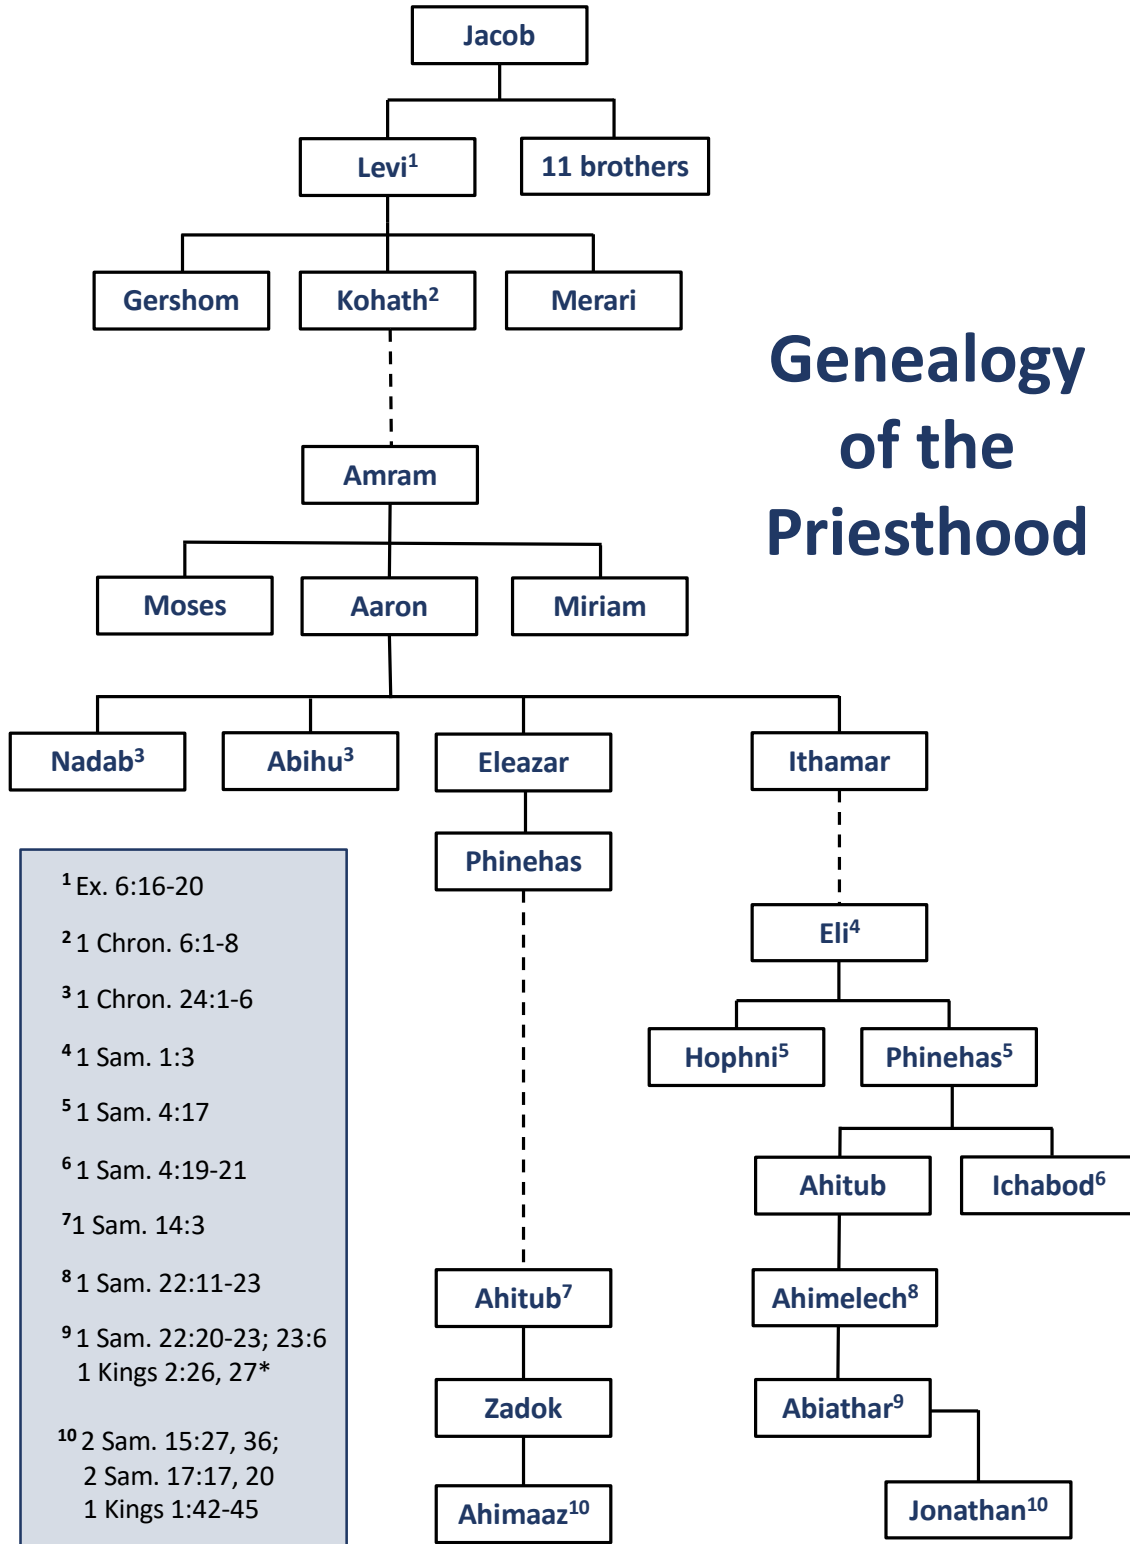 Jacob
Levi¹
11 brothers
Gershom
Kohath²
Merari
Genealogy
of the
Priesthood
Amram
Moses
Aaron
Miriam
Nadab³
Abihu³
Eleazar
Ithamar
Phinehas
Eli⁴
Hophni⁵
Phinehas⁵
Ahitub
Ichabod⁶
Ahitub⁷
Ahimelech⁸
Zadok
Abiathar⁹
Ahimaaz¹⁰
Jonathan¹⁰
¹ Ex. 6:16-20
² 1 Chron. 6:1-8
³ 1 Chron. 24:1-6
⁴ 1 Sam. 1:3
⁵ 1 Sam. 4:17
⁶ 1 Sam. 4:19-21
⁷1 Sam. 14:3
⁸ 1 Sam. 22:11-23
⁹ 1 Sam. 22:20-23; 23:6
1 Kings 2:26, 27*
¹⁰ 2 Sam. 15:27, 36;
2 Sam. 17:17, 20
1 Kings 1:42-45